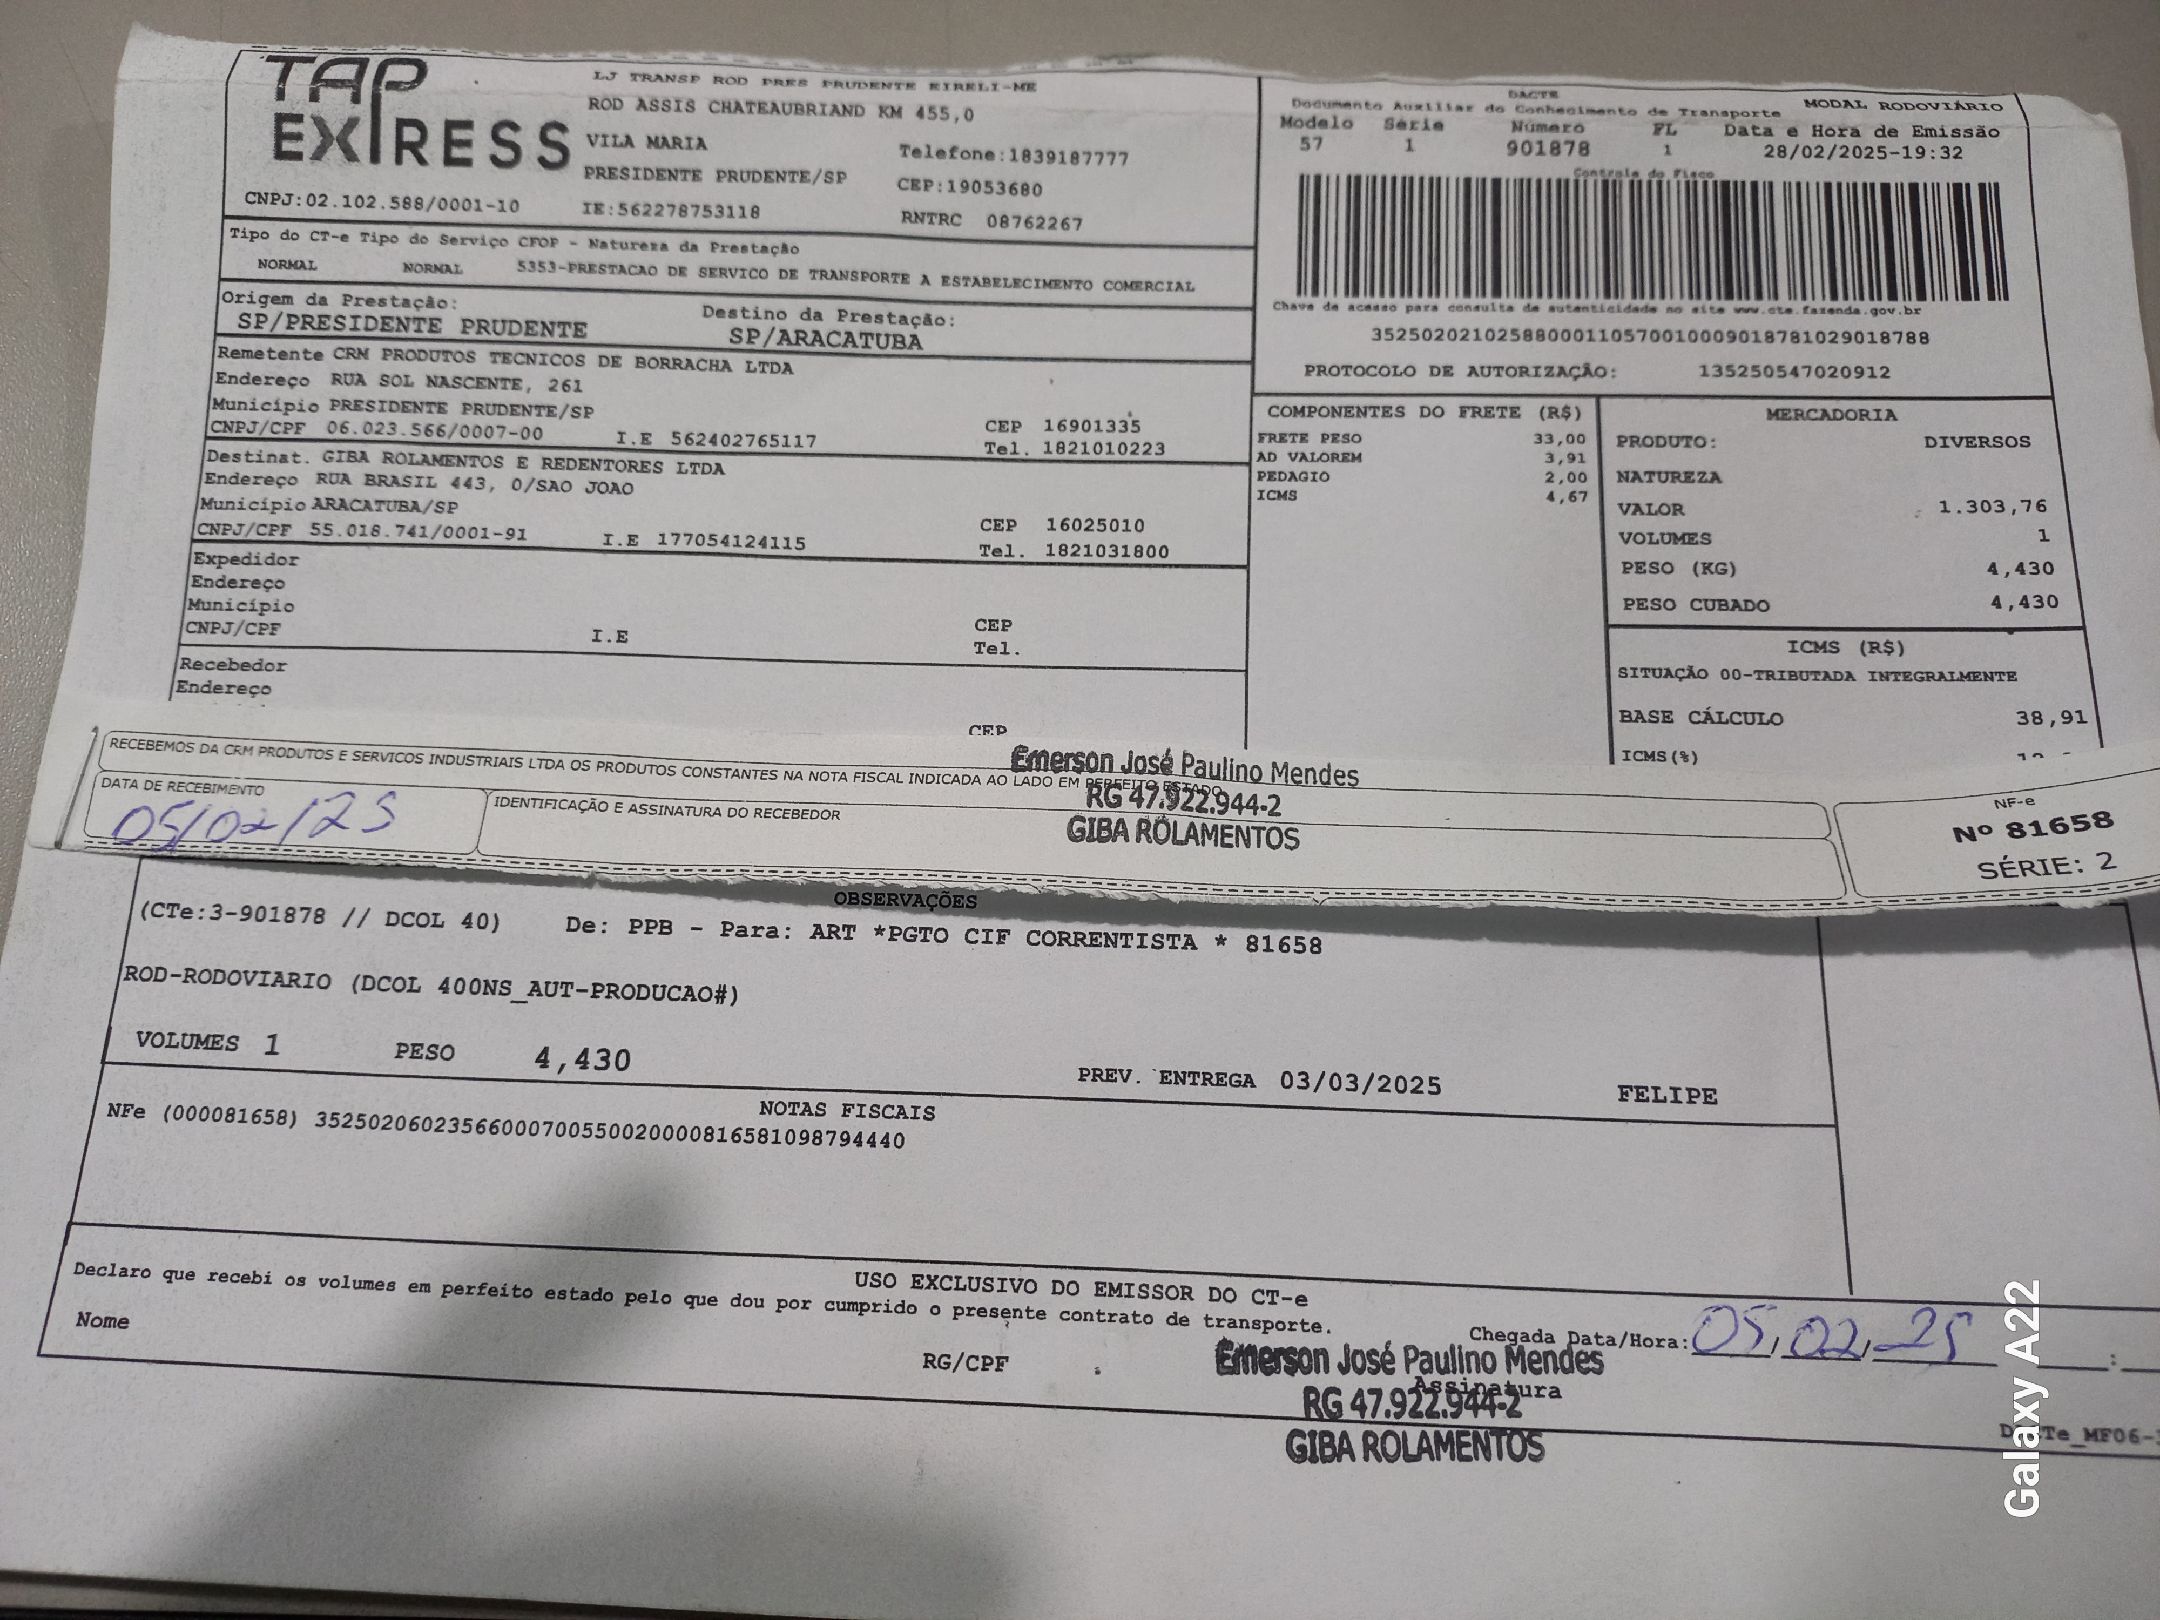 TAP
EXPRESS
LJ TRANSP ROD PRES PRUDENTE EIRELI-ME
ROD ASSIS CHATEAUBRIAND KM 455,0
VILA MARIA
Telefone:1839187777
PRESIDENTE PRUDENTE/SP
CEP:19053680
CNPJ:02.102.588/0001-10
IE:562278753118
RNTRC 08762267
DACTE
Documento Auxiliar do Conhecimento de Transporte
MODAL RODOVIÁRIO
Modelo Série Número FL Data e Hora de Emissão
57 1 901878 1 28/02/2025-19:32
Controle do Fisco
Chave de acesso para consulta de autenticidade no site www.cte.fazenda.gov.br
35250202102588000110570010009018781029018788
PROTOCOLO DE AUTORIZAÇÃO: 135250547020912
Tipo do CT-e Tipo do Serviço CFOP - Natureza da Prestação
NORMAL NORMAL 5353-PRESTACAO DE SERVICO DE TRANSPORTE A ESTABELECIMENTO COMERCIAL
Origem da Prestação: Destino da Prestação:
SP/PRESIDENTE PRUDENTE SP/ARACATUBA
Remetente CRM PRODUTOS TECNICOS DE BORRACHA LTDA
Endereço RUA SOL NASCENTE, 261
Município PRESIDENTE PRUDENTE/SP CEP 16901335
CNPJ/CPF 06.023.566/0007-00 I.E 562402765117 Tel. 1821010223
Destinat. GIBA ROLAMENTOS E REDENTORES LTDA
Endereço RUA BRASIL 443, 0/SAO JOAO
Município ARACATUBA/SP CEP 16025010
CNPJ/CPF 55.018.741/0001-91 I.E 177054124115 Tel. 1821031800
Expedidor
Endereço
Município CEP
CNPJ/CPF I.E Tel.
Recebedor
Endereço
CEP
COMPONENTES DO FRETE (R$)
FRETE PESO 33,00
AD VALOREM 3,91
PEDAGIO 2,00
ICMS 4,67
MERCADORIA
PRODUTO: DIVERSOS
NATUREZA
VALOR 1.303,76
VOLUMES 1
PESO (KG) 4,430
PESO CUBADO 4,430
ICMS (R$)
SITUAÇÃO 00-TRIBUTADA INTEGRALMENTE
BASE CÁLCULO 38,91
ICMS(%)
RECEBEMOS DA CRM PRODUTOS E SERVICOS INDUSTRIAIS LTDA OS PRODUTOS CONSTANTES NA NOTA FISCAL INDICADA AO LADO EM PERFEITO ESTADO
DATA DE RECEBIMENTO
05/02/25
IDENTIFICAÇÃO E ASSINATURA DO RECEBEDOR
Emerson José Paulino Mendes
RG 47.922.944-2
GIBA ROLAMENTOS
NF-e
Nº 81658
SÉRIE: 2
OBSERVAÇÕES
(CTe:3-901878 // DCOL 40) De: PPB - Para: ART *PGTO CIF CORRENTISTA * 81658
ROD-RODOVIARIO (DCOL 400NS_AUT-PRODUCAO#)
VOLUMES 1 PESO 4,430 PREV. ENTREGA 03/03/2025 FELIPE
NOTAS FISCAIS
NFe (000081658) 35250206023566000700550020000816581098794440
USO EXCLUSIVO DO EMISSOR DO CT-e
Declaro que recebi os volumes em perfeito estado pelo que dou por cumprido o presente contrato de transporte.
Nome
RG/CPF
Chegada Data/Hora: 05,02,25 :
Assinatura
Emerson José Paulino Mendes
RG 47.922.944-2
GIBA ROLAMENTOS
Galaxy A22